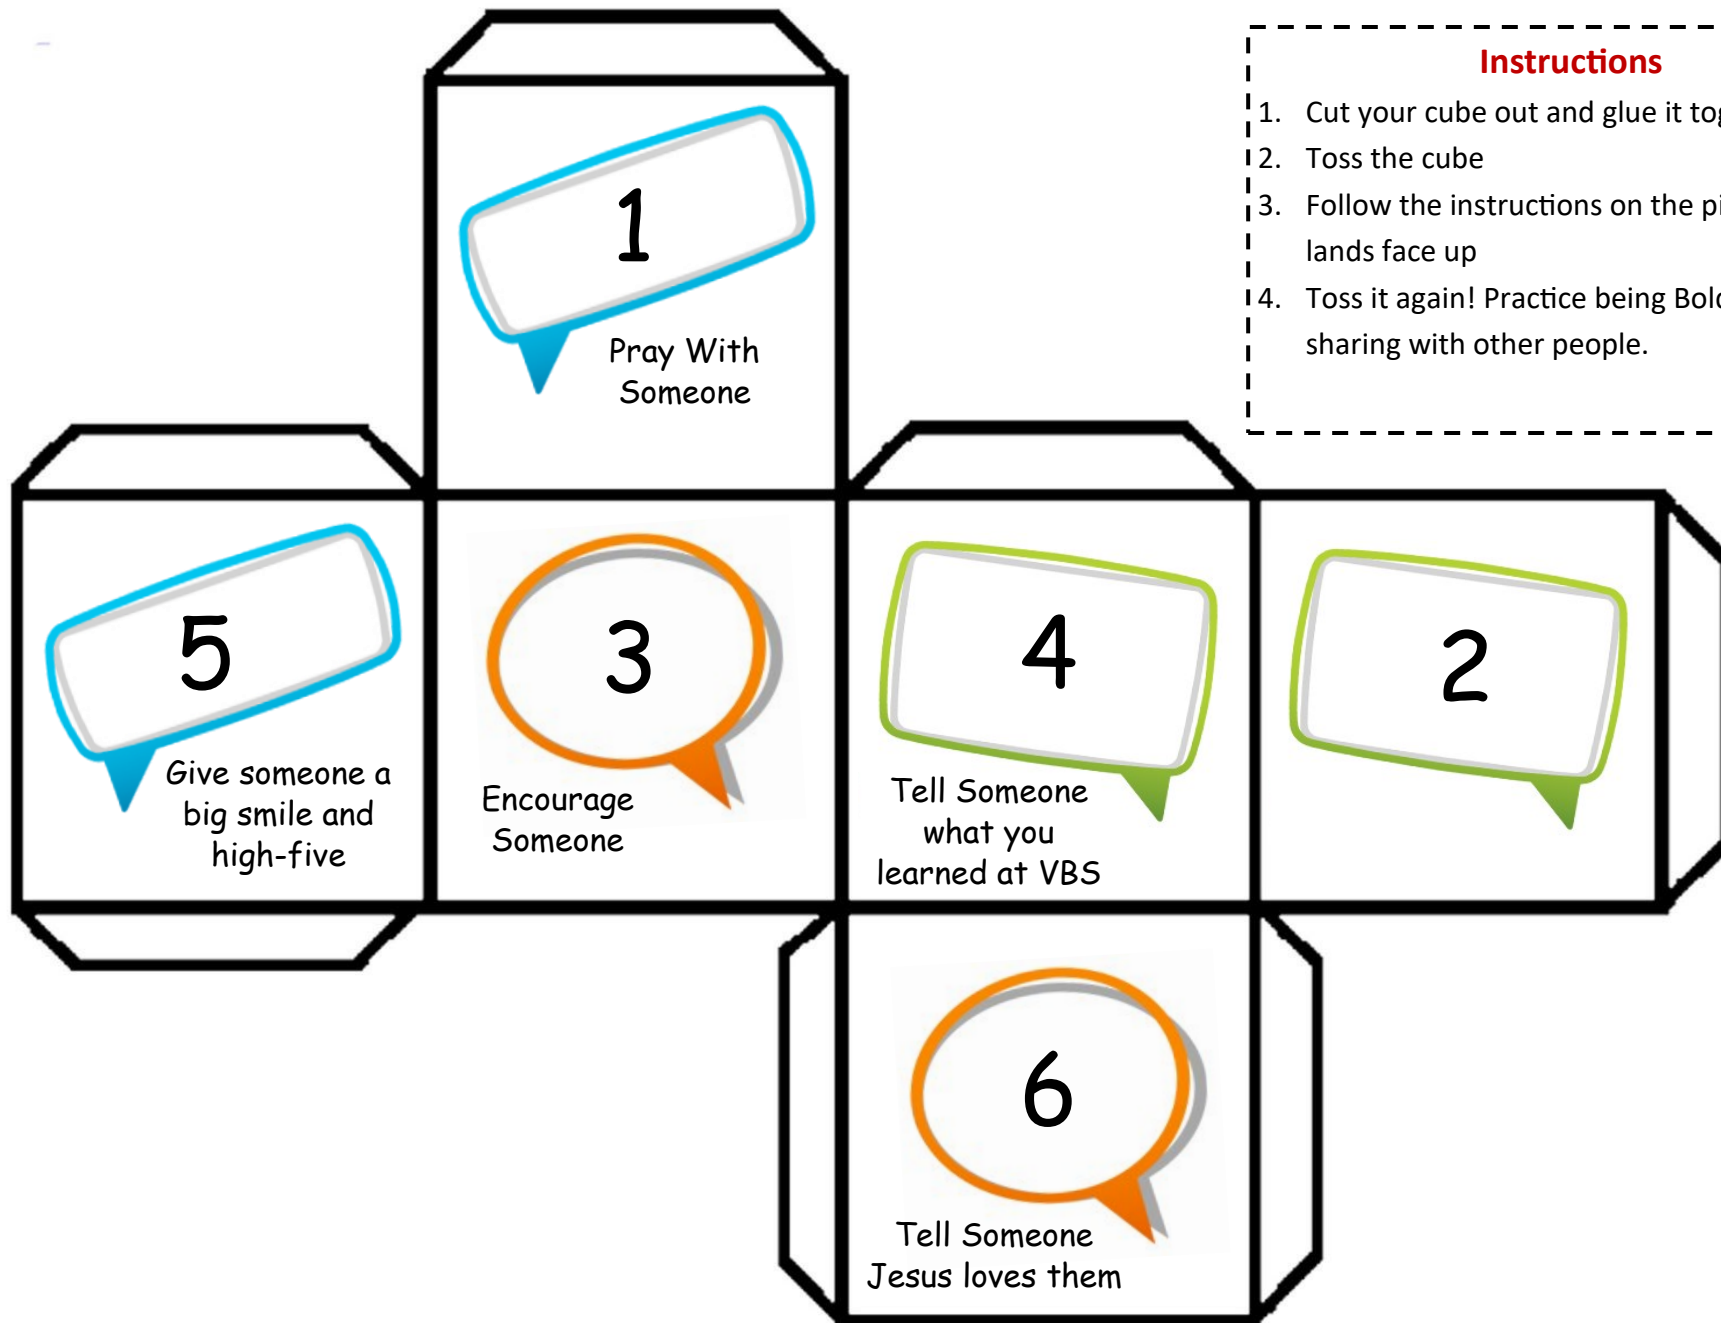 Instructions
1. Cut your cube out and glue it
2. Toss the cube
3. Follow the instructions on the
lands face up
4. Toss it again! Practice being
sharing with other people.
1
Pray With
Someone
5
Give someone a
big smile and
high-five
3
Encourage
Someone
4
Tell Someone
what you
learned at VBS
2
6
Tell Someone
Jesus loves them